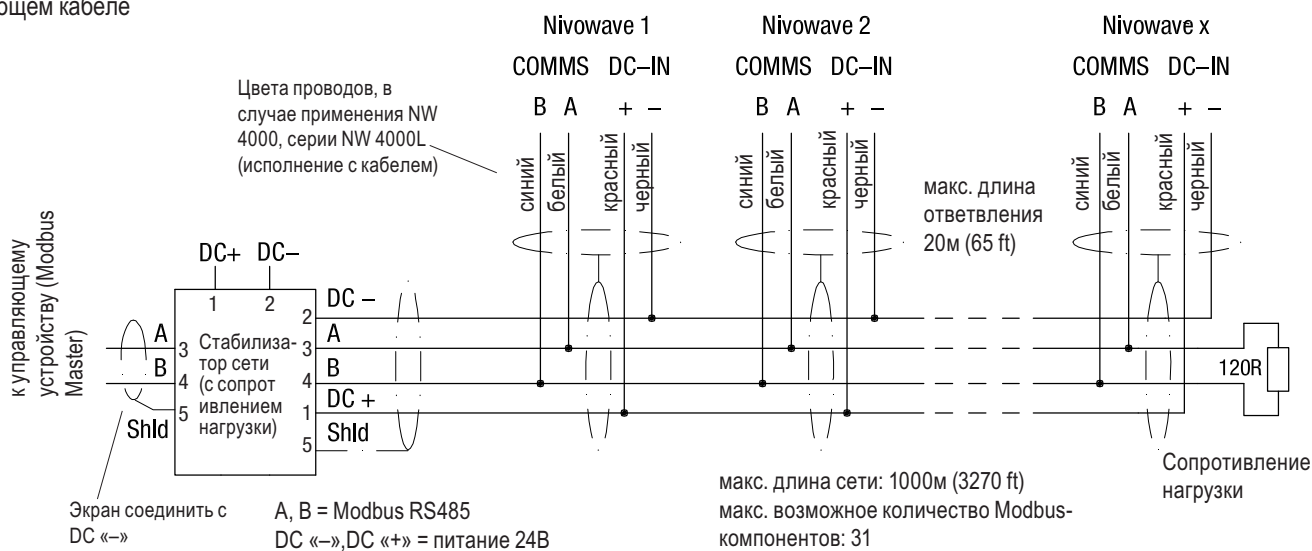 ющем кабеле
Nivowave 1
Nivowave 2
Nivowave x
COMMS DC–IN
COMMS DC–IN
COMMS DC–IN
B A + –
B A + –
B A + –
Цвета проводов, в
случае применения NW
4000, серии NW 4000L
(исполнение с кабелем)
синий
белый
красный
черный
синий
белый
красный
черный
синий
белый
красный
черный
макс. длина
ответвления
20м (65 ft)
к управляющему
устройству (Modbus
Master)
DC+ DC–
1 2
A
B
Shld
3
4
5
Стабилиза-
тор сети
(с сопрот
ивлением
нагрузки)
2
3
4
1
5
DC –
A
B
DC +
Shld
120R
Сопротивление
нагрузки
Экран соединить с
DC «–»
A, B = Modbus RS485
DC «–»,DC «+» = питание 24В
макс. длина сети: 1000м (3270 ft)
макс. возможное количество Modbus-
компонентов: 31